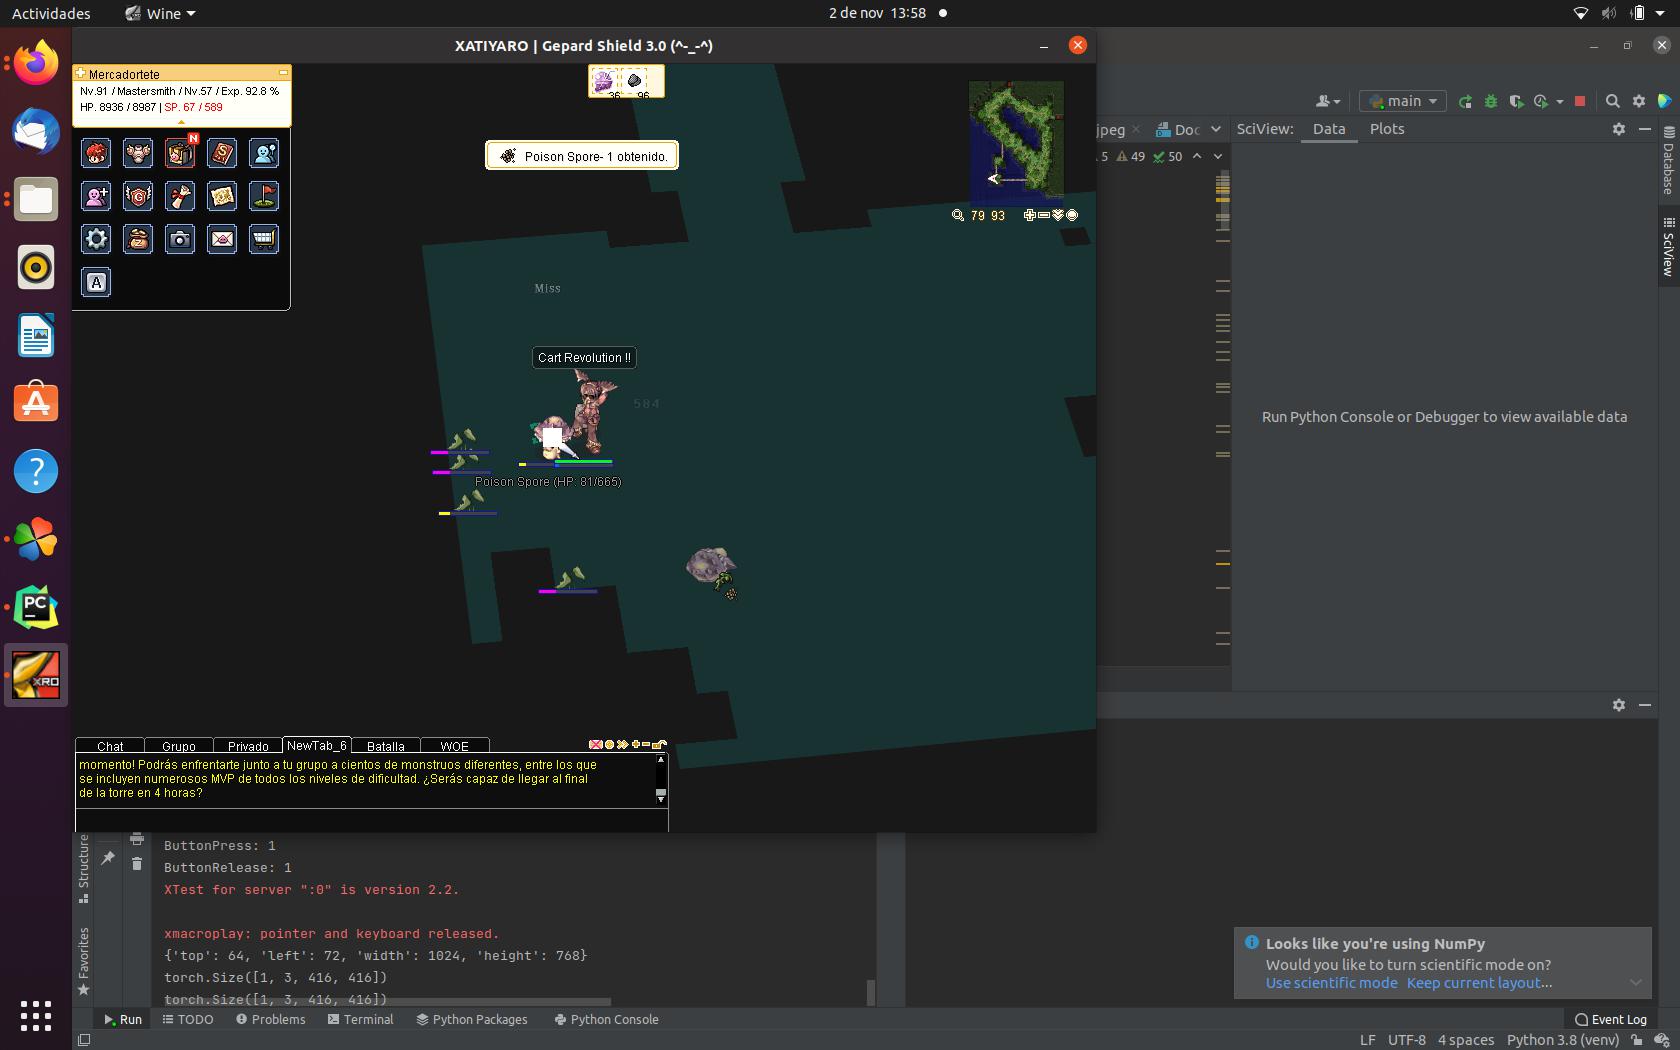 Actividades
Wine
2 de nov 13:58
XATIYARO | Gepard Shield 3.0 (^-_-^)
Mercadortete
Nv.91 / Mastersmith / Nv.57 / Exp. 92.8 %
HP. 8936 / 8987 | SP. 67 / 589
N
A
36 96
Poison Spore- 1 obtenido.
79 93
Miss
Cart Revolution !!
584
Poison Spore (HP: 81/665)
Chat
Grupo
Privado
NewTab_6
Batalla
WOE
momento! Podrás enfrentarte junto a tu grupo a cientos de monstruos diferentes, entre los que
se incluyen numerosos MVP de todos los niveles de dificultad. ¿Serás capaz de llegar al final
de la torre en 4 horas?
main
jpeg
Doc
SciView:
Data
Plots
5 49 50
Database
SciView
Run Python Console or Debugger to view available data
PC
XRO
Structure
Favorites
ButtonPress: 1
ButtonRelease: 1
XTest for server ":0" is version 2.2.
xmacroplay: pointer and keyboard released.
{'top': 64, 'left': 72, 'width': 1024, 'height': 768}
torch.Size([1, 3, 416, 416])
torch.Size([1, 3, 416, 416])
Looks like you're using NumPy
Would you like to turn scientific mode on?
Use scientific mode Keep current layout...
Run
TODO
Problems
Terminal
Python Packages
Python Console
Event Log
LF UTF-8 4 spaces Python 3.8 (venv)